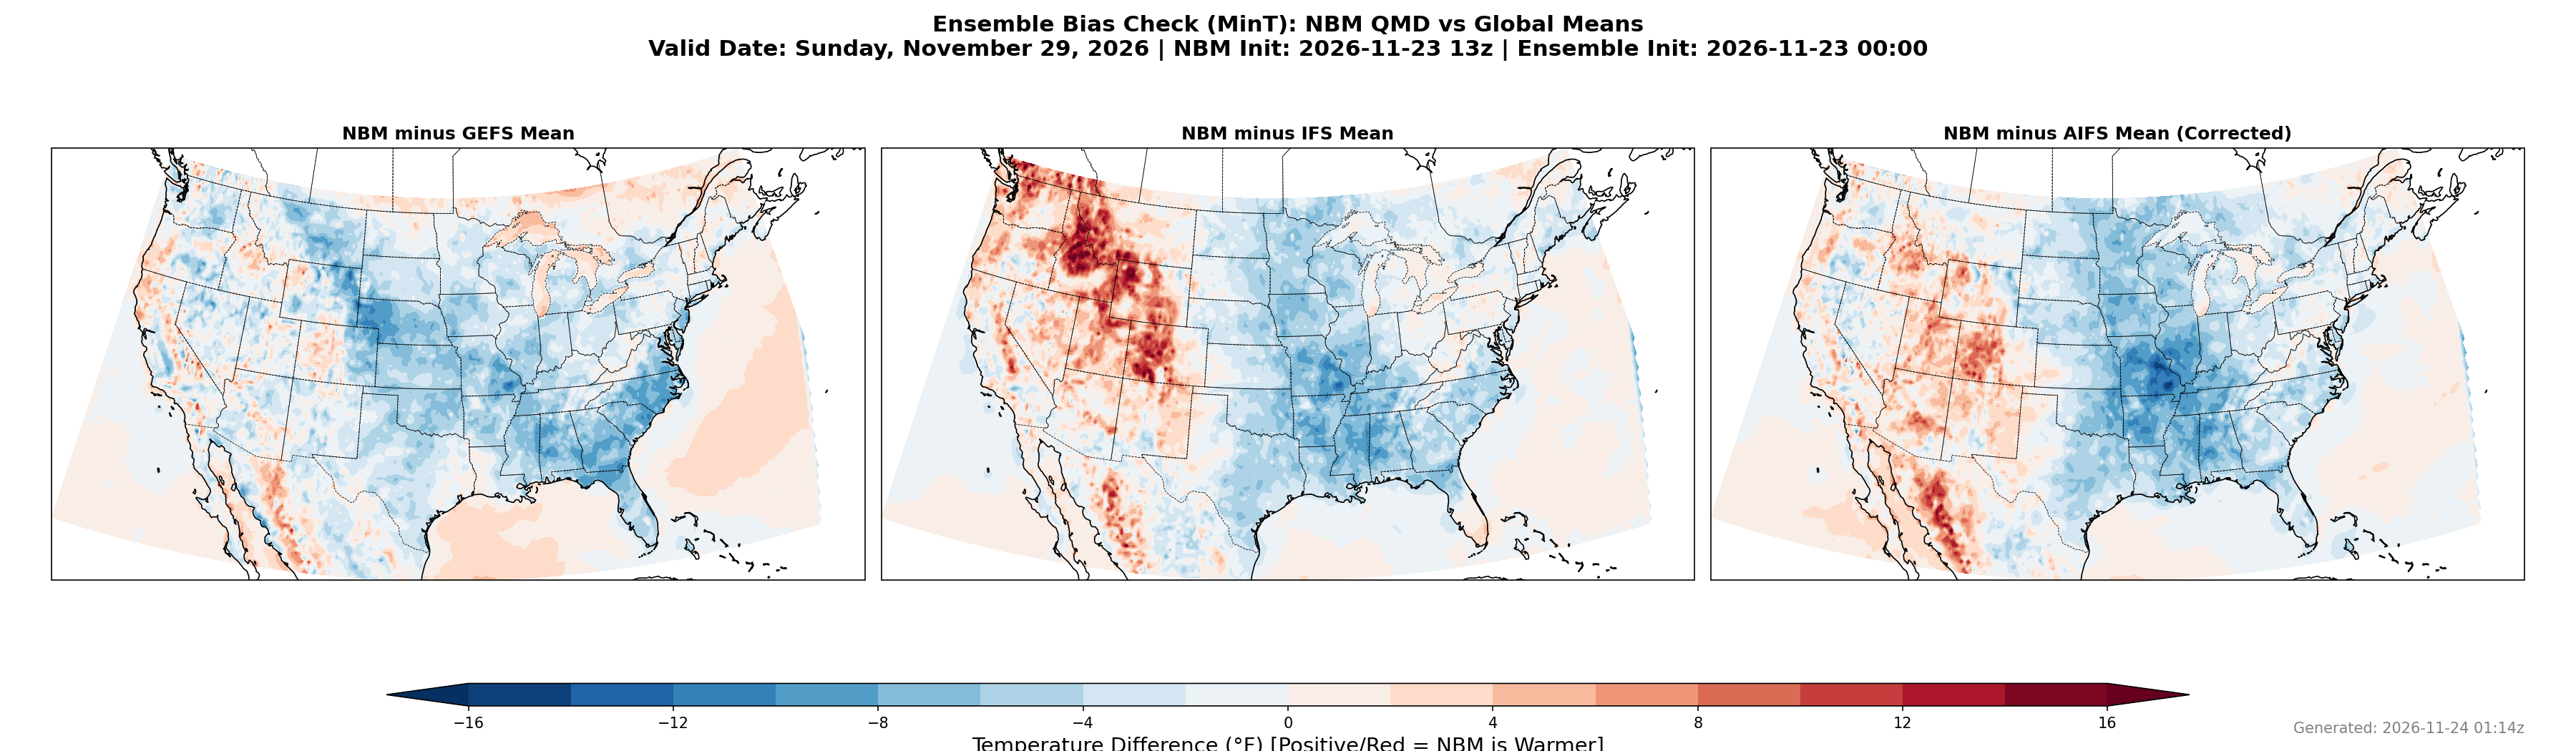 Ensemble Bias Check (MinT): NBM QMD vs Global Means
Valid Date: Sunday, November 29, 2026 | NBM Init: 2026-11-23 13z | Ensemble Init: 2026-11-23 00:00
NBM minus GEFS Mean
NBM minus IFS Mean
NBM minus AIFS Mean (Corrected)
−16 −12 −8 −4 0 4 8 12 16
Temperature Difference (°F) [Positive/Red = NBM is Warmer]
Generated: 2026-11-24 01:14z